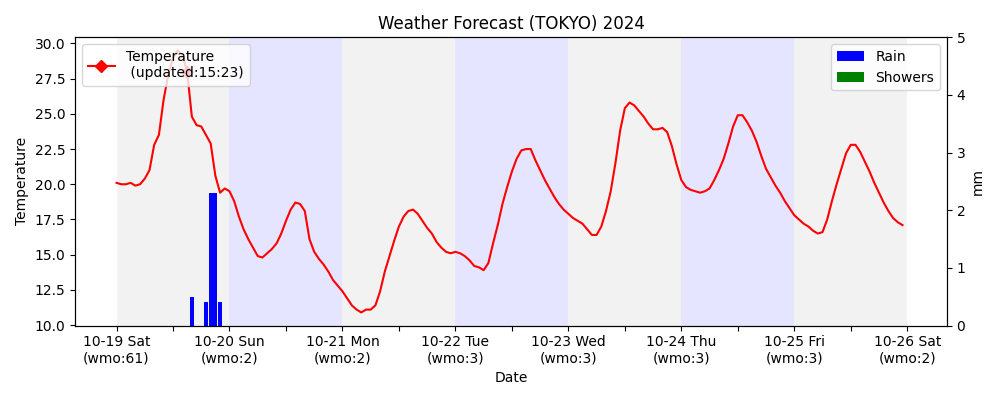 Weather Forecast (TOKYO) 2024
30.0
27.5
25.0
22.5
20.0
17.5
15.0
12.5
10.0
Temperature
Temperature
(updated:15:23)
Rain
Showers
5
4
3
2
1
0
mm
10-19 Sat
(wmo:61)
10-20 Sun
(wmo:2)
10-21 Mon
(wmo:2)
10-22 Tue
(wmo:3)
10-23 Wed
(wmo:3)
10-24 Thu
(wmo:3)
10-25 Fri
(wmo:3)
10-26 Sat
(wmo:2)
Date